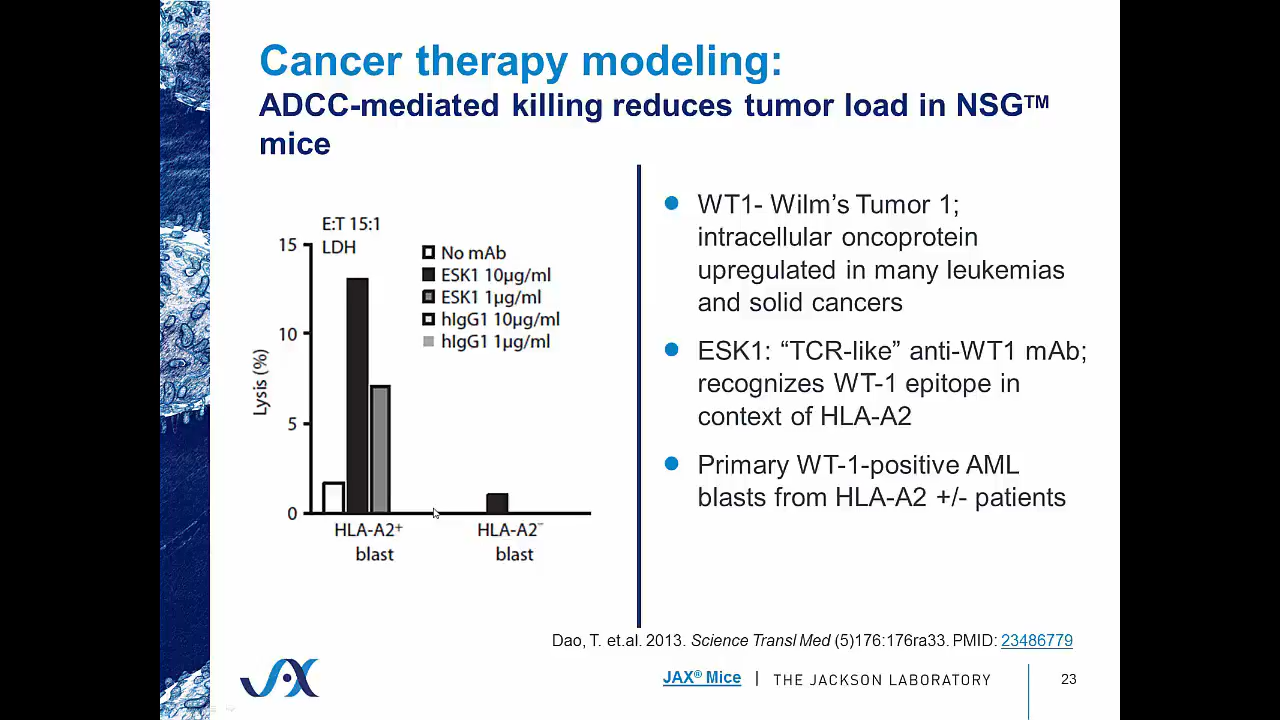 Cancer therapy modeling:
ADCC-mediated killing reduces tumor load in NSG™
mice
E:T 15:1
LDH
15
10
5
0
Lysis (%)
No mAb
ESK1 10µg/ml
ESK1 1µg/ml
hIgG1 10µg/ml
hIgG1 1µg/ml
HLA-A2⁺
blast
HLA-A2⁻
blast
WT1- Wilm’s Tumor 1;
intracellular oncoprotein
upregulated in many leukemias
and solid cancers
ESK1: “TCR-like” anti-WT1 mAb;
recognizes WT-1 epitope in
context of HLA-A2
Primary WT-1-positive AML
blasts from HLA-A2 +/- patients
Dao, T. et.al. 2013. Science Transl Med (5)176:176ra33. PMID: 23486779
JAX
JAX® Mice | THE JACKSON LABORATORY 23